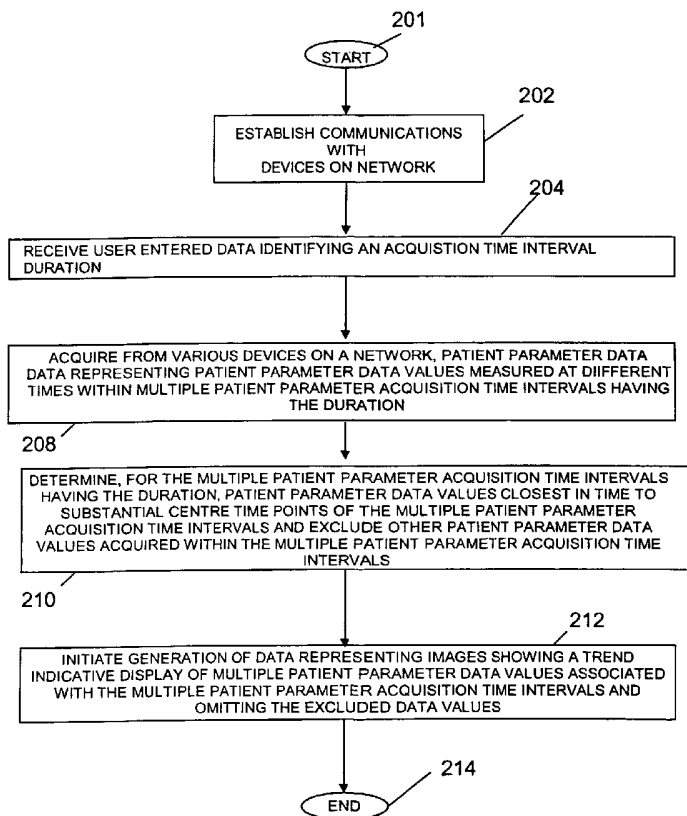 201
START
202
ESTABLISH COMMUNICATIONS
WITH
DEVICES ON NETWORK
204
RECEIVE USER ENTERED DATA IDENTIFYING AN ACQUISTION TIME INTERVAL
DURATION
ACQUIRE FROM VARIOUS DEVICES ON A NETWORK, PATIENT PARAMETER DATA
DATA REPRESENTING PATIENT PARAMETER DATA VALUES MEASURED AT DIIFFERENT
TIMES WITHIN MULTIPLE PATIENT PARAMETER ACQUISITION TIME INTERVALS HAVING
THE DURATION
208
DETERMINE, FOR THE MULTIPLE PATIENT PARAMETER ACQUISITION TIME INTERVALS
HAVING THE DURATION, PATIENT PARAMETER DATA VALUES CLOSEST IN TIME TO
SUBSTANTIAL CENTRE TIME POINTS OF THE MULTIPLE PATIENT PARAMETER
ACQUISITION TIME INTERVALS AND EXCLUDE OTHER PATIENT PARAMETER DATA
VALUES ACQUIRED WITHIN THE MULTIPLE PATIENT PARAMETER ACQUISITION TIME
INTERVALS
210
212
INITIATE GENERATION OF DATA REPRESENTING IMAGES SHOWING A TREND
INDICATIVE DISPLAY OF MULTIPLE PATIENT PARAMETER DATA VALUES ASSOCIATED
WITH THE MULTIPLE PATIENT PARAMETER ACQUISITION TIME INTERVALS AND
OMITTING THE EXCLUDED DATA VALUES
214
END